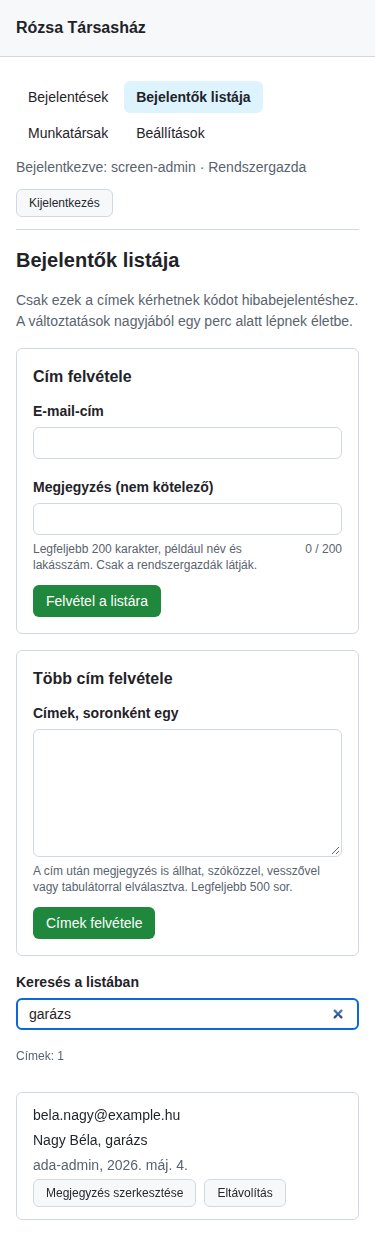 Rózsa Társasház
Bejelentések
Bejelentők listája
Munkatársak
Beállítások
Bejelentkezve: screen-admin · Rendszergazda
Kijelentkezés
Bejelentők listája
Csak ezek a címek kérhetnek kódot hibabejelentéshez.
A változtatások nagyjából egy perc alatt lépnek életbe.
Cím felvétele
E-mail-cím
Megjegyzés (nem kötelező)
Legfeljebb 200 karakter, például név és
lakásszám. Csak a rendszergazdák látják.
0 / 200
Felvétel a listára
Több cím felvétele
Címek, soronként egy
A cím után megjegyzés is állhat, szóközzel, vesszővel
vagy tabulátorral elválasztva. Legfeljebb 500 sor.
Címek felvétele
Keresés a listában
garázs
Címek: 1
bela.nagy@example.hu
Nagy Béla, garázs
ada-admin, 2026. máj. 4.
Megjegyzés szerkesztése
Eltávolítás